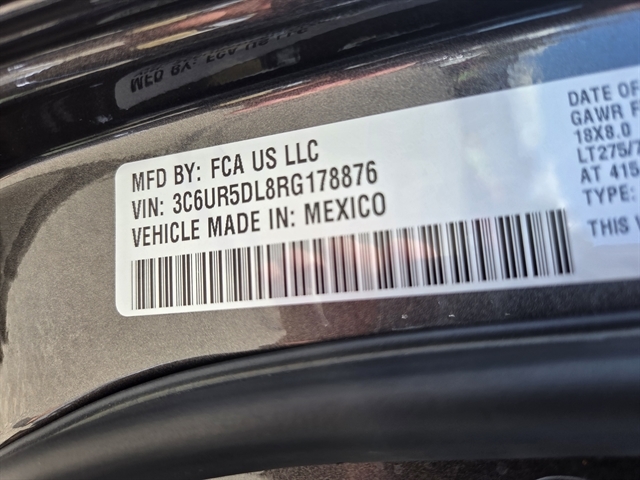 MFD BY: FCA US LLC
VIN: 3C6UR5DL8RG178876
VEHICLE MADE IN: MEXICO
DATE OF
GAWR F
18X8.0
LT275/7
AT 415
TYPE:
THIS V